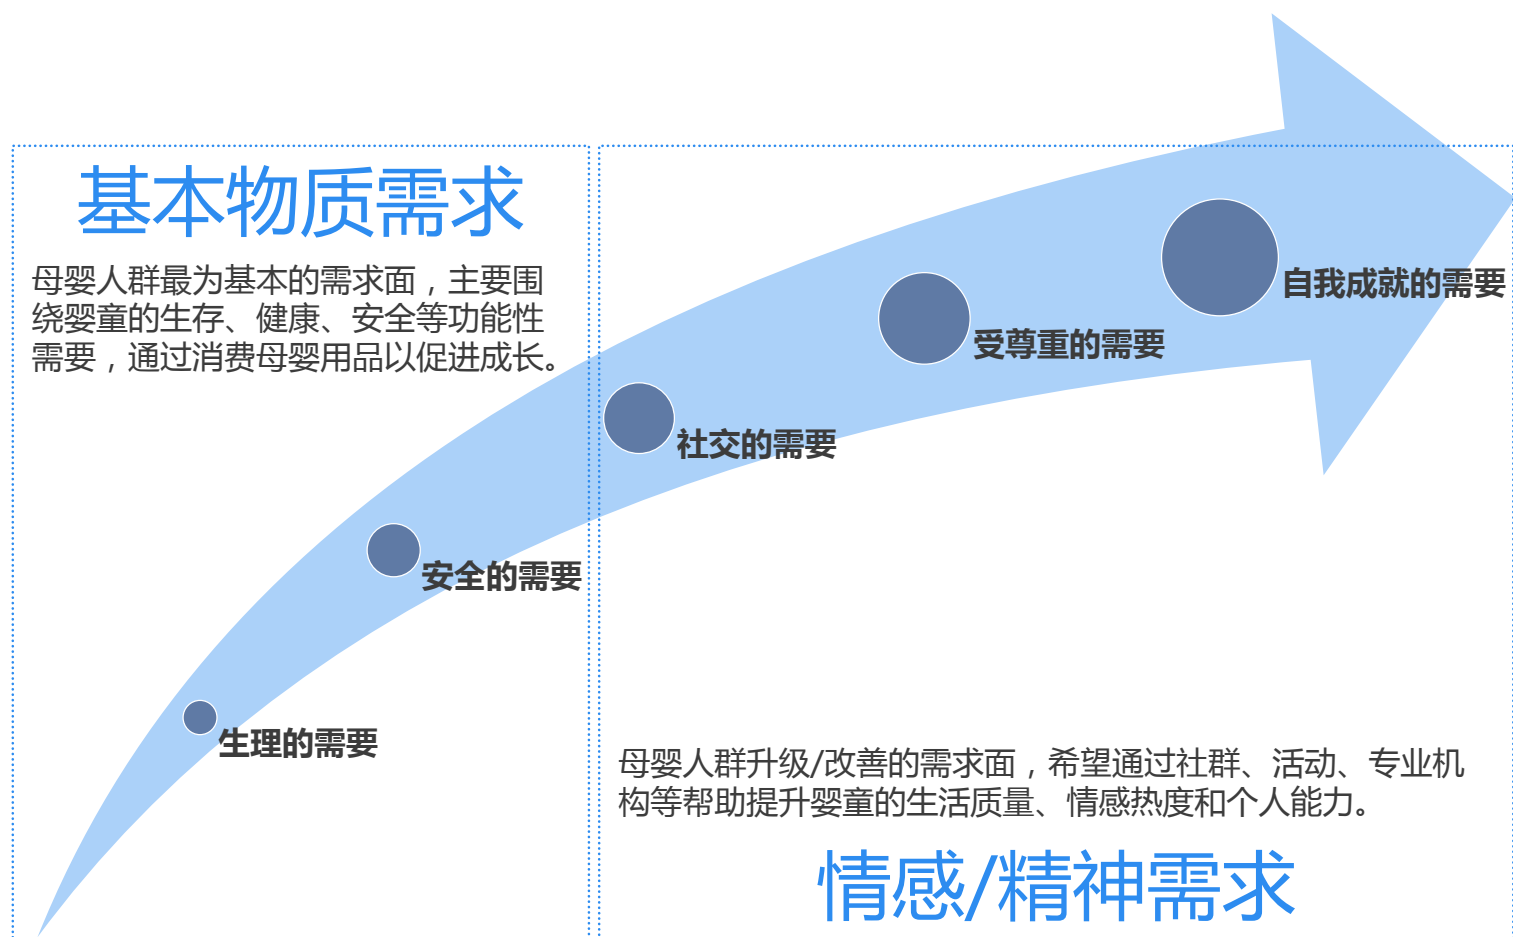 基本物质需求
母婴人群最为基本的需求面，主要围
绕婴童的生存、健康、安全等功能性
需要，通过消费母婴用品以促进成长。
生理的需要
安全的需要
社交的需要
受尊重的需要
自我成就的需要
母婴人群升级/改善的需求面，希望通过社群、活动、专业机
构等帮助提升婴童的生活质量、情感热度和个人能力。
情感/精神需求